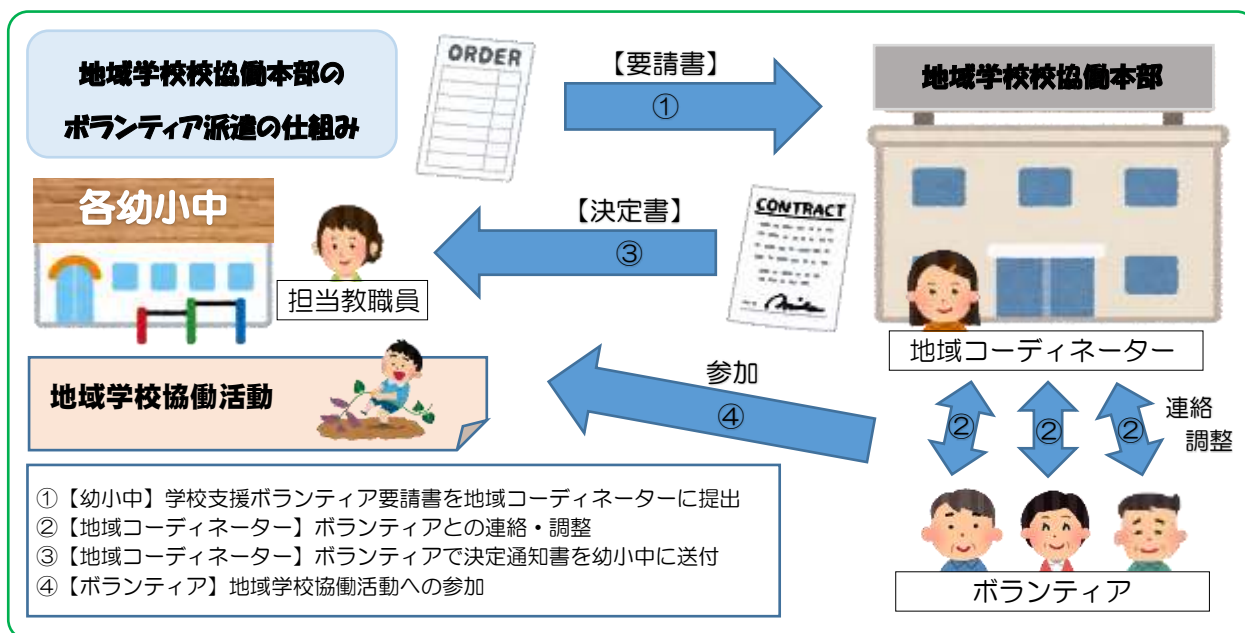 地域学校校協働本部の
ボランティア派遣の仕組み
ORDER
【要請書】
①
地域学校校協働本部
各幼小中
担当教職員
【決定書】
③
CONTRACT
地域コーディネーター
地域学校協働活動
参加
④
②
②
②
連絡
調整
ボランティア
①【幼小中】学校支援ボランティア要請書を地域コーディネーターに提出
②【地域コーディネーター】ボランティアとの連絡・調整
③【地域コーディネーター】ボランティアで決定通知書を幼小中に送付
④【ボランティア】地域学校協働活動への参加